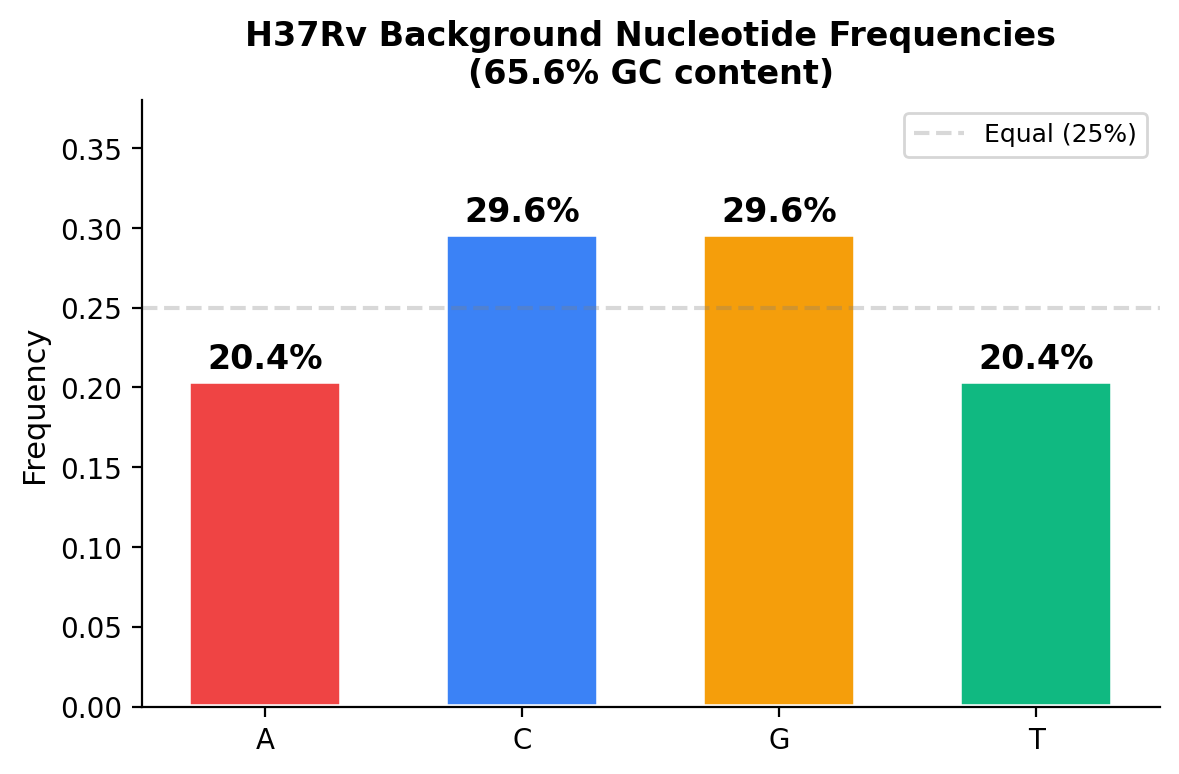 H37Rv Background Nucleotide Frequencies
(65.6% GC content)
Equal (25%)
Frequency
0.35
0.30
0.25
0.20
0.15
0.10
0.05
0.00
20.4%
29.6%
29.6%
20.4%
A
C
G
T